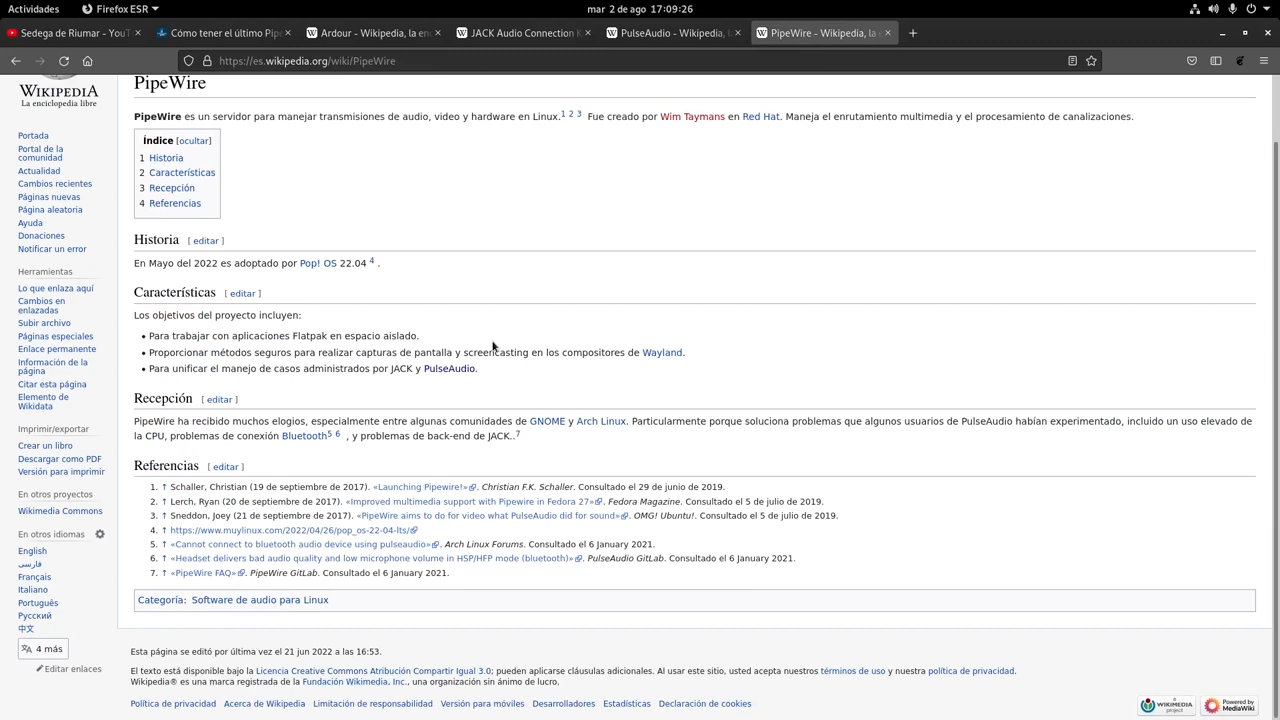 Actividades
Firefox ESR
mar 2 de ago 17:09:26
Sedega de Riumar - YouT
Cómo tener el último Pipe
Ardour - Wikipedia, la en
JACK Audio Connection K
PulseAudio - Wikipedia, la
PipeWire - Wikipedia, la e
https://es.wikipedia.org/wiki/PipeWire
WIKIPEDIA
La enciclopedia libre
Portada
Portal de la
comunidad
Actualidad
Cambios recientes
Páginas nuevas
Página aleatoria
Ayuda
Donaciones
Notificar un error
Herramientas
Lo que enlaza aquí
Cambios en
enlazadas
Subir archivo
Páginas especiales
Enlace permanente
Información de la
página
Citar esta página
Elemento de
Wikidata
Imprimir/exportar
Crear un libro
Descargar como PDF
Versión para imprimir
En otros proyectos
Wikimedia Commons
En otros idiomas
English
فارسی
Français
Italiano
Português
Русский
中文
4 más
Editar enlaces
PipeWire
PipeWire es un servidor para manejar transmisiones de audio, video y hardware en Linux.1 2 3 Fue creado por Wim Taymans en Red Hat. Maneja el enrutamiento multimedia y el procesamiento de canalizaciones.
Índice [ocultar]
1 Historia
2 Características
3 Recepción
4 Referencias
Historia [ editar ]
En Mayo del 2022 es adoptado por Pop! OS 22.04 4 .
Características [ editar ]
Los objetivos del proyecto incluyen:
• Para trabajar con aplicaciones Flatpak en espacio aislado.
• Proporcionar métodos seguros para realizar capturas de pantalla y screencasting en los compositores de Wayland.
• Para unificar el manejo de casos administrados por JACK y PulseAudio.
Recepción [ editar ]
PipeWire ha recibido muchos elogios, especialmente entre algunas comunidades de GNOME y Arch Linux. Particularmente porque soluciona problemas que algunos usuarios de PulseAudio habían experimentado, incluido un uso elevado de
la CPU, problemas de conexión Bluetooth5 6 , y problemas de back-end de JACK..7
Referencias [ editar ]
1. ↑ Schaller, Christian (19 de septiembre de 2017). «Launching Pipewire!». Christian F.K. Schaller. Consultado el 29 de junio de 2019.
2. ↑ Lerch, Ryan (20 de septiembre de 2017). «Improved multimedia support with Pipewire in Fedora 27». Fedora Magazine. Consultado el 5 de julio de 2019.
3. ↑ Sneddon, Joey (21 de septiembre de 2017). «PipeWire aims to do for video what PulseAudio did for sound». OMG! Ubuntu!. Consultado el 5 de julio de 2019.
4. ↑ https://www.muylinux.com/2022/04/26/pop_os-22-04-lts/
5. ↑ «Cannot connect to bluetooth audio device using pulseaudio». Arch Linux Forums. Consultado el 6 January 2021.
6. ↑ «Headset delivers bad audio quality and low microphone volume in HSP/HFP mode (bluetooth)». PulseAudio GitLab. Consultado el 6 January 2021.
7. ↑ «PipeWire FAQ». PipeWire GitLab. Consultado el 6 January 2021.
Categoría: Software de audio para Linux
Esta página se editó por última vez el 21 jun 2022 a las 16:53.
El texto está disponible bajo la Licencia Creative Commons Atribución Compartir Igual 3.0; pueden aplicarse cláusulas adicionales. Al usar este sitio, usted acepta nuestros términos de uso y nuestra política de privacidad.
Wikipedia® es una marca registrada de la Fundación Wikimedia, Inc., una organización sin ánimo de lucro.
Política de privacidad
Acerca de Wikipedia
Limitación de responsabilidad
Versión para móviles
Desarrolladores
Estadísticas
Declaración de cookies
WIKIMEDIA
project
Powered by
MediaWiki